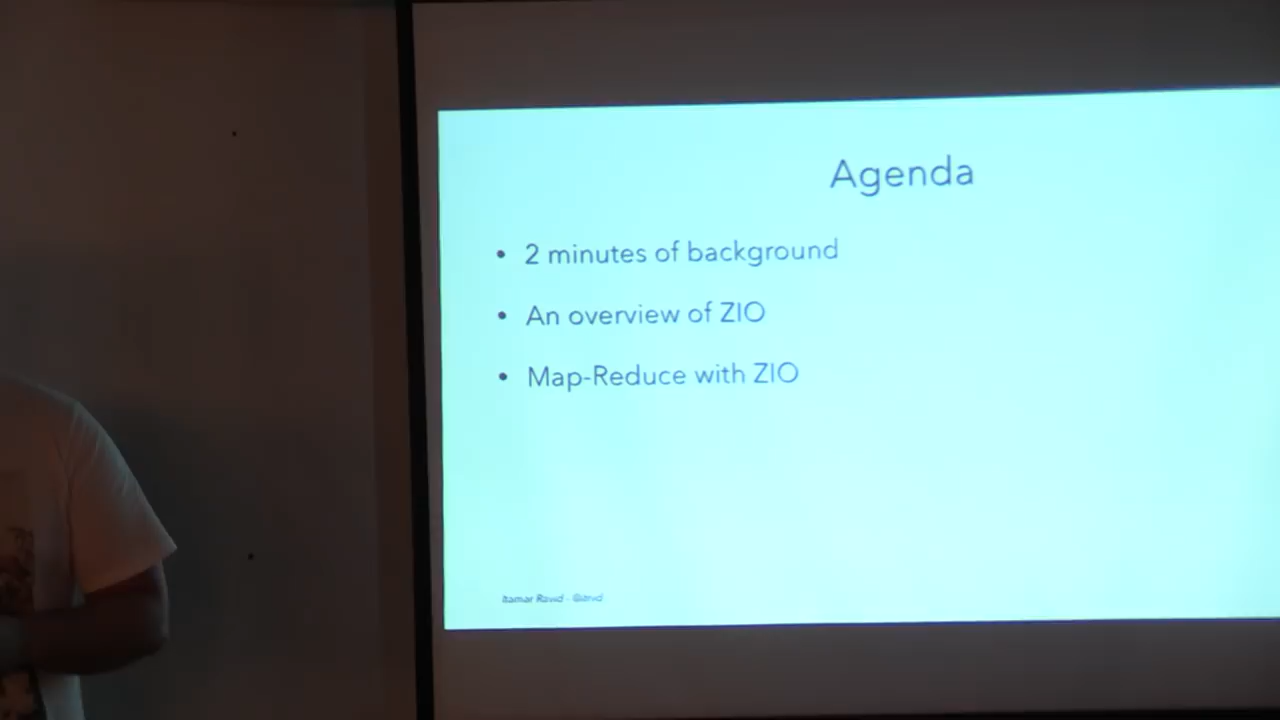 Agenda
• 2 minutes of background
• An overview of ZIO
• Map-Reduce with ZIO
Itamar Ravid -